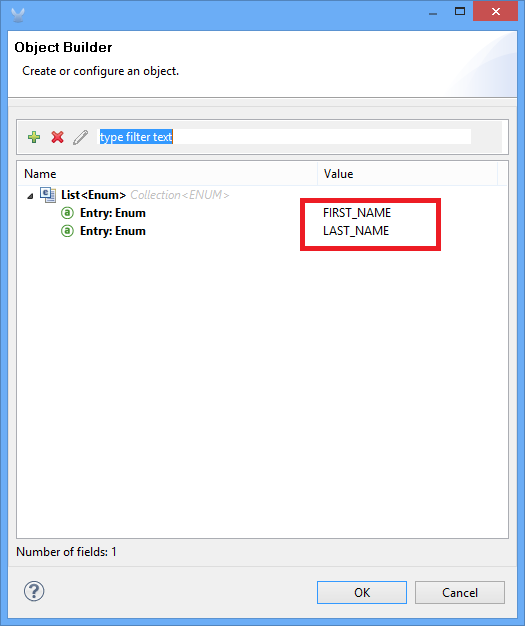 Object Builder
Create or configure an object.
type filter text
Name Value
List<Enum> Collection<ENUM>
Entry: Enum FIRST_NAME
Entry: Enum LAST_NAME
Number of fields: 1
OK Cancel